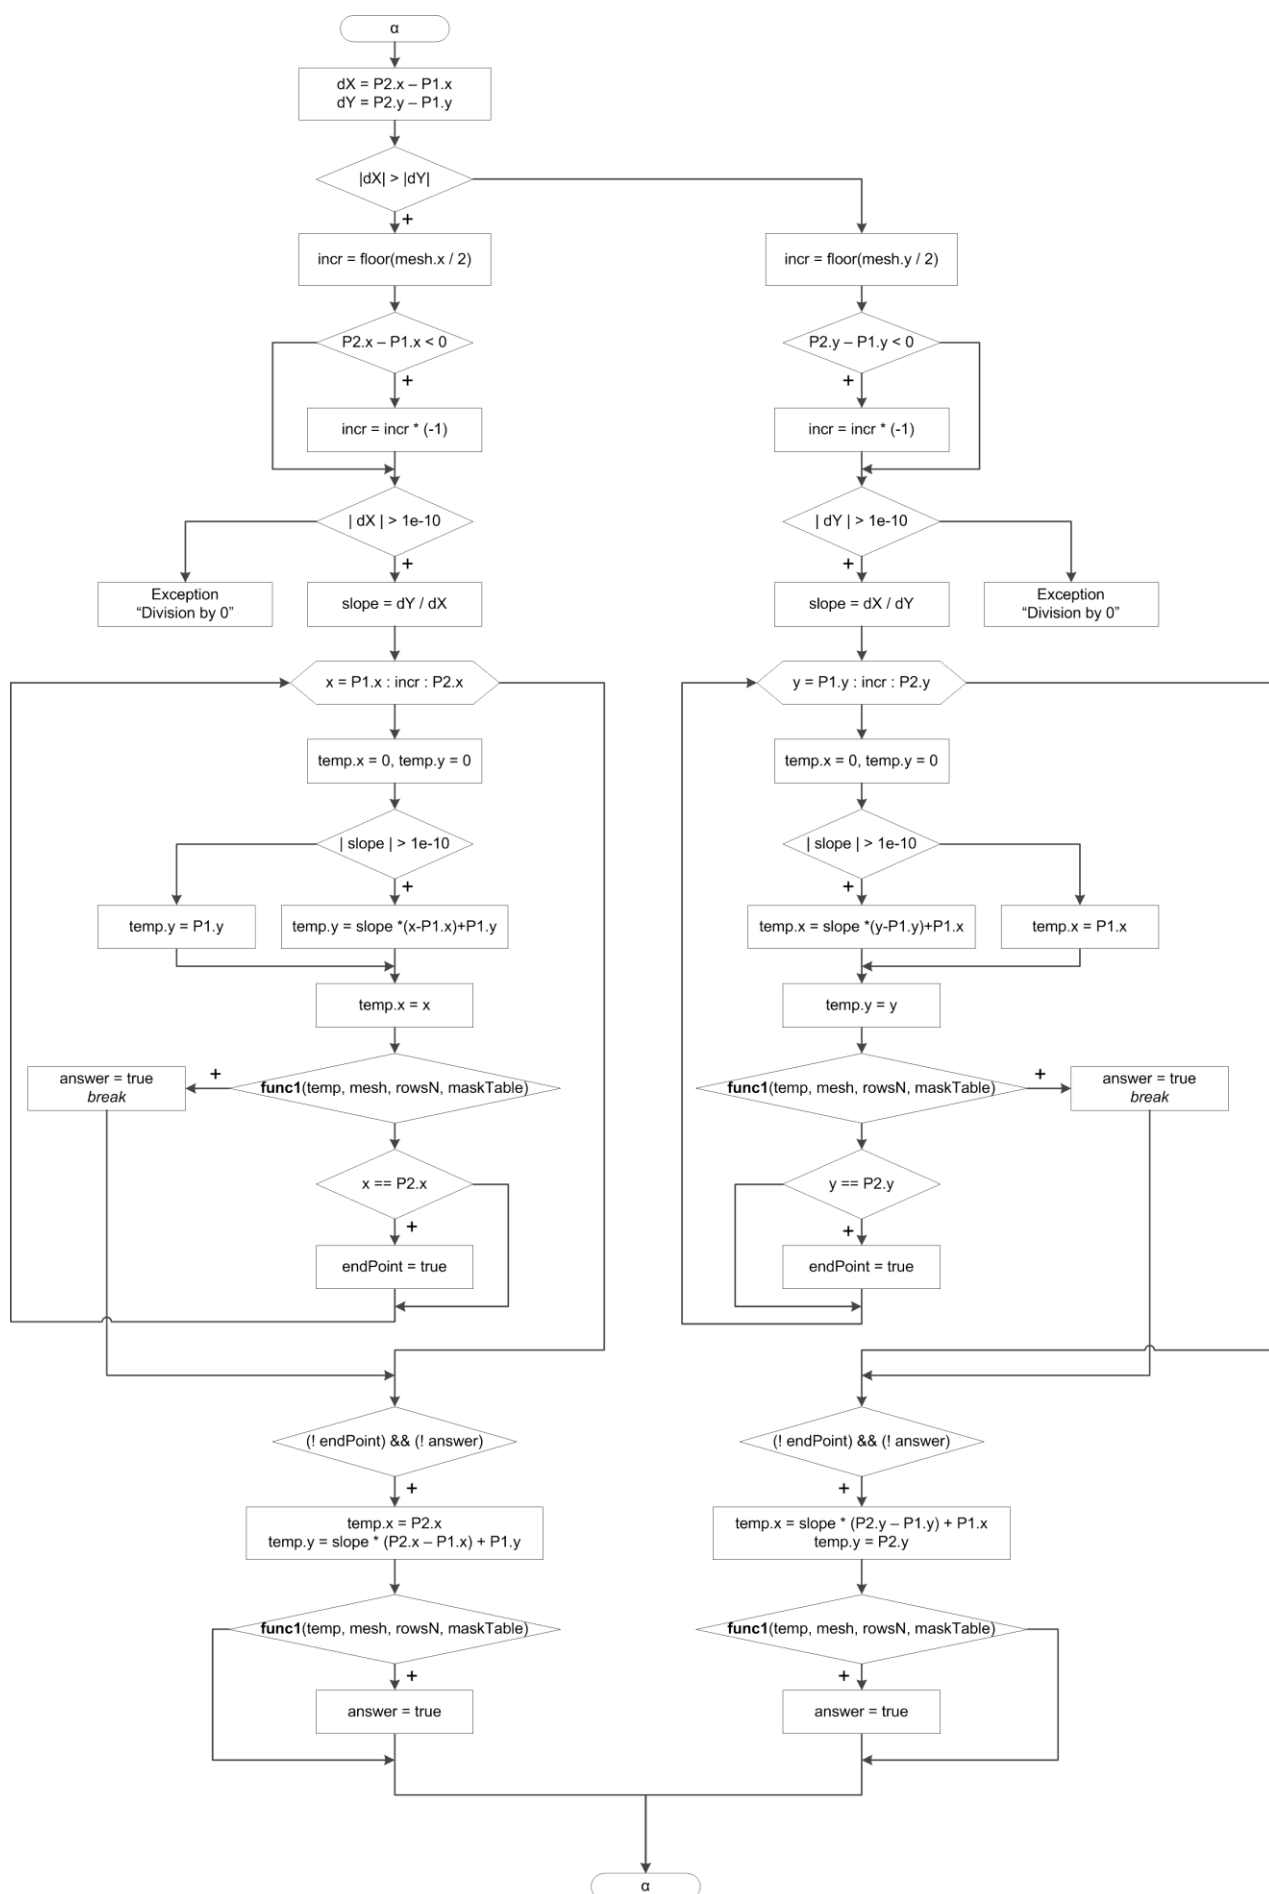 α
dX = P2.x – P1.x
dY = P2.y – P1.y
|dX| > |dY|
+
incr = floor(mesh.x / 2)
incr = floor(mesh.y / 2)
P2.x – P1.x < 0
P2.y – P1.y < 0
+
+
incr = incr * (-1)
incr = incr * (-1)
| dX | > 1e-10
| dY | > 1e-10
+
+
Exception
“Division by 0”
slope = dY / dX
slope = dX / dY
Exception
“Division by 0”
x = P1.x : incr : P2.x
y = P1.y : incr : P2.y
temp.x = 0, temp.y = 0
temp.x = 0, temp.y = 0
| slope | > 1e-10
| slope | > 1e-10
+
+
temp.y = P1.y
temp.y = slope *(x-P1.x)+P1.y
temp.x = slope *(y-P1.y)+P1.x
temp.x = P1.x
temp.x = x
temp.y = y
answer = true
break
+
func1(temp, mesh, rowsN, maskTable)
func1(temp, mesh, rowsN, maskTable)
+
answer = true
break
x == P2.x
y == P2.y
+
+
endPoint = true
endPoint = true
(! endPoint) && (! answer)
(! endPoint) && (! answer)
+
+
temp.x = P2.x
temp.y = slope * (P2.x – P1.x) + P1.y
temp.x = slope * (P2.y – P1.y) + P1.x
temp.y = P2.y
func1(temp, mesh, rowsN, maskTable)
func1(temp, mesh, rowsN, maskTable)
+
+
answer = true
answer = true
α